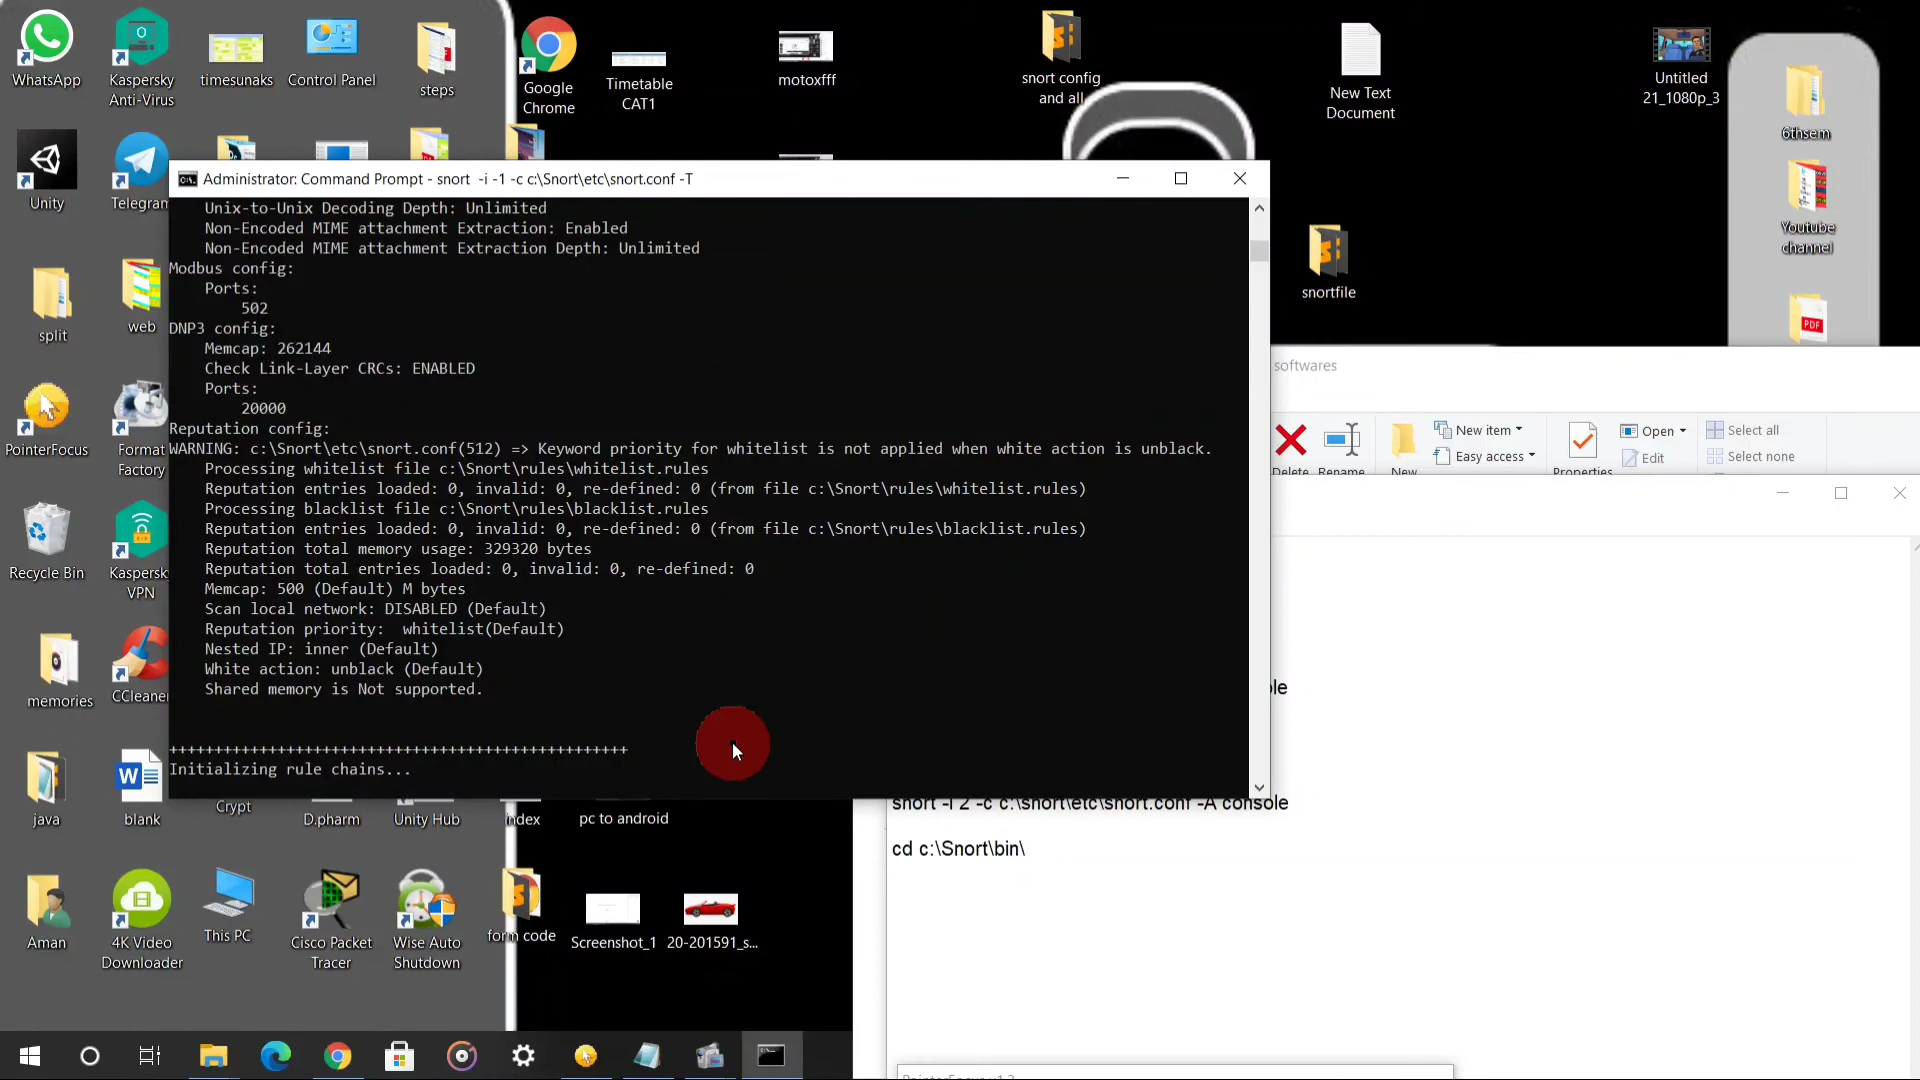 WhatsApp
Kaspersky
Anti-Virus
timesunaks
Control Panel
steps
Google
Chrome
Timetable
CAT1
motoxfff
snort config
and all
New Text
Document
Untitled
21_1080p_3
6thsem
Unity
Telegram
Youtube
channel
snortfile
split
web
PDF
PointerFocus
Format
Factory
Recycle Bin
Kaspersky
VPN
memories
CCleaner
java
blank
Crypt
D.pharm
Unity Hub
index
pc to android
Aman
4K Video
Downloader
This PC
Cisco Packet
Tracer
Wise Auto
Shutdown
form code
Screenshot_1
20-201591_s...
Administrator: Command Prompt - snort  -i -1 -c c:\Snort\etc\snort.conf -T
Unix-to-Unix Decoding Depth: Unlimited
Non-Encoded MIME attachment Extraction: Enabled
Non-Encoded MIME attachment Extraction Depth: Unlimited
Modbus config:
Ports:
502
DNP3 config:
Memcap: 262144
Check Link-Layer CRCs: ENABLED
Ports:
20000
Reputation config:
WARNING: c:\Snort\etc\snort.conf(512) => Keyword priority for whitelist is not applied when white action is unblack.
Processing whitelist file c:\Snort\rules\whitelist.rules
Reputation entries loaded: 0, invalid: 0, re-defined: 0 (from file c:\Snort\rules\whitelist.rules)
Processing blacklist file c:\Snort\rules\blacklist.rules
Reputation entries loaded: 0, invalid: 0, re-defined: 0 (from file c:\Snort\rules\blacklist.rules)
Reputation total memory usage: 329320 bytes
Reputation total entries loaded: 0, invalid: 0, re-defined: 0
Memcap: 500 (Default) M bytes
Scan local network: DISABLED (Default)
Reputation priority:  whitelist(Default)
Nested IP: inner (Default)
White action: unblack (Default)
Shared memory is Not supported.
+++++++++++++++++++++++++++++++++++++++++++++++++++
Initializing rule chains...
softwares
Delete
Rename
New
New item
Easy access
Properties
Open
Edit
Select all
Select none
ole
snort -i 2 -c c:\snort\etc\snort.conf -A console
cd c:\Snort\bin\